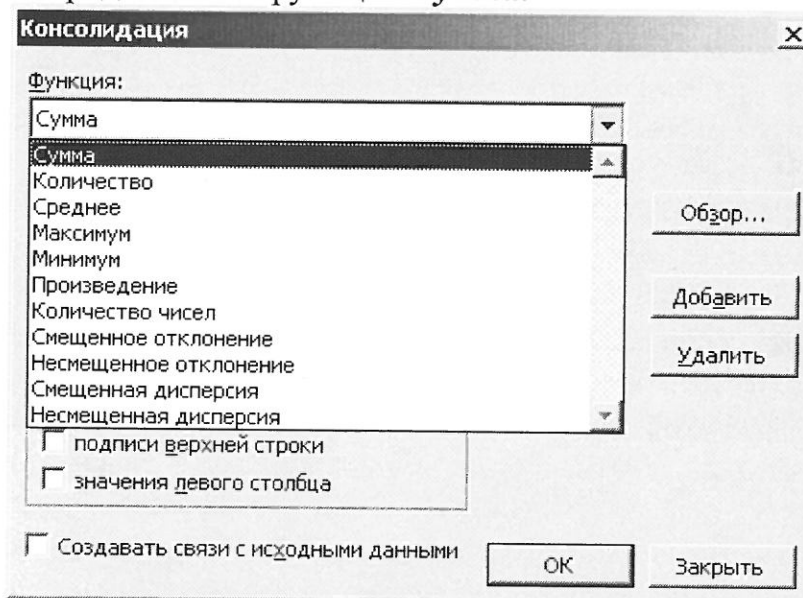 Консолидация
Функция:
Сумма
Сумма
Количество
Среднее
Максимум
Минимум
Произведение
Количество чисел
Смещенное отклонение
Несмещенное отклонение
Смещенная дисперсия
Несмещенная дисперсия
Обзор...
Добавить
Удалить
подписи верхней строки
значения левого столбца
Создавать связи с исходными данными
ОК
Закрыть